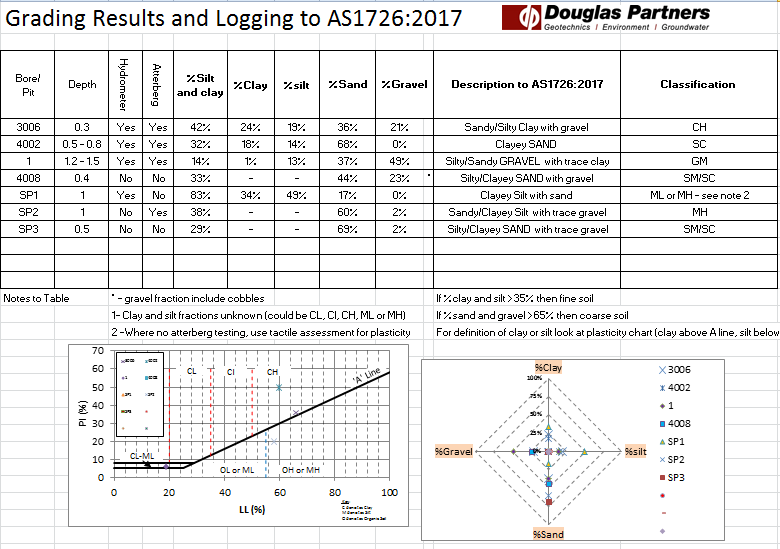 Grading Results and Logging to AS1726:2017
Douglas Partners
Geotechnics | Environment | Groundwater
Bore/ Pit Depth Hydrometer Atterberg %Silt and clay %Clay %silt %Sand %Gravel Description to AS1726:2017 Classification
3006 0.3 Yes Yes 42% 24% 19% 36% 21% Sandy/Silty Clay with gravel CH
4002 0.5 - 0.8 Yes Yes 32% 18% 14% 68% 0% Clayey SAND SC
1 1.2 - 1.5 Yes Yes 14% 1% 13% 37% 49% Silty/Sandy GRAVEL with trace clay GM
4008 0.4 No No 33% - - 44% 23% * Silty/Clayey SAND with gravel SM/SC
SP1 1 Yes No 83% 34% 49% 17% 0% Clayey Silt with sand ML or MH - see note 2
SP2 1 No Yes 38% - - 60% 2% Sandy/Clayey Silt with trace gravel MH
SP3 0.5 No No 29% - - 69% 2% Silty/Clayey SAND with trace gravel SM/SC
Notes to Table * - gravel fraction include cobbles If % clay and silt >35% then fine soil
1- Clay and silt fractions unknown (could be CL, CI, CH, ML or MH) If % sand and gravel >65% then coarse soil
2 -Where no atterberg testing, use tactile assessment for plasticity For definition of clay or silt look at plasticity chart (clay above A line, silt below
70
60
50
40
30
20
10
0
PI (%)
CL CI CH 'A' Line
CL-ML
OL or ML OH or MH
0 20 40 60 80 100
LL (%)
%Clay
100%
75%
50%
25%
0%
%Gravel %silt
%Sand
3006
4002
1
4008
SP1
SP2
SP3